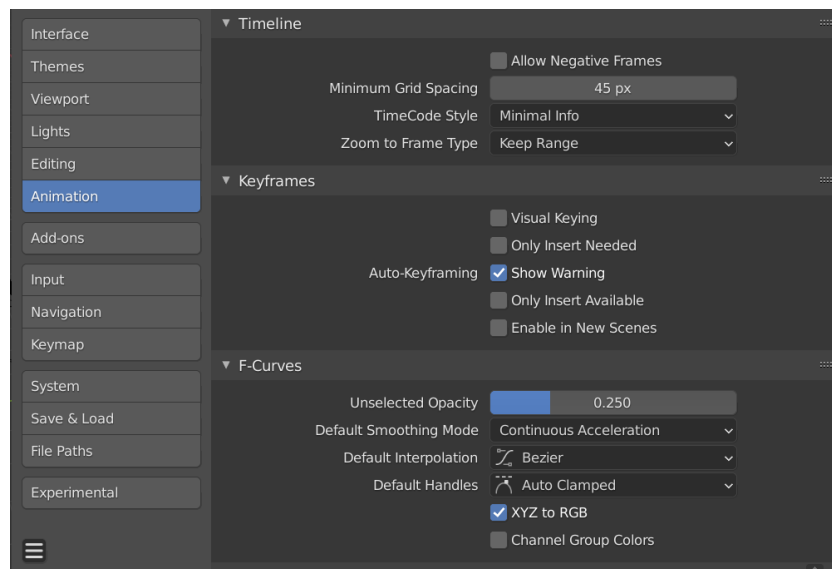 Interface
Themes
Viewport
Lights
Editing
Animation
Add-ons
Input
Navigation
Keymap
System
Save & Load
File Paths
Experimental
Timeline
Allow Negative Frames
Minimum Grid Spacing 45 px
TimeCode Style Minimal Info
Zoom to Frame Type Keep Range
Keyframes
Visual Keying
Only Insert Needed
Auto-Keyframing Show Warning
Only Insert Available
Enable in New Scenes
F-Curves
Unselected Opacity 0.250
Default Smoothing Mode Continuous Acceleration
Default Interpolation Bezier
Default Handles Auto Clamped
XYZ to RGB
Channel Group Colors